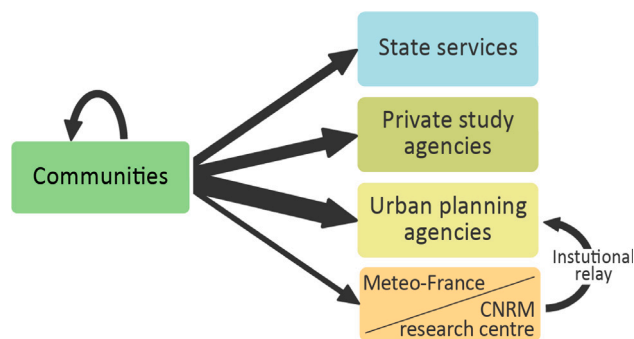 State services
Private study
agencies
Communities
Urban planning
agencies
Instutional
relay
Meteo-France
CNRM
research centre